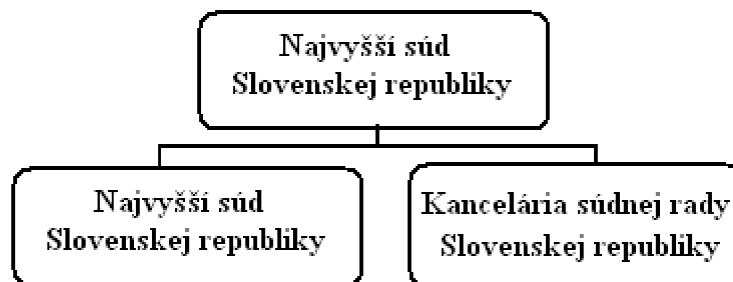 Najvyšší súd
Slovenskej republiky
Najvyšší súd
Slovenskej republiky
Kancelária súdnej rady
Slovenskej republiky